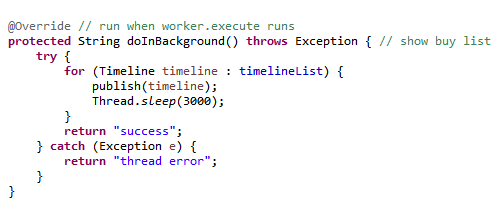 @Override // run when worker.execute runs
protected String doInBackground() throws Exception { // show buy list
    try {
        for (Timeline timeline : timelineList) {
            publish(timeline);
            Thread.sleep(3000);
        }
        return "success";
    } catch (Exception e) {
        return "thread error";
    }
}